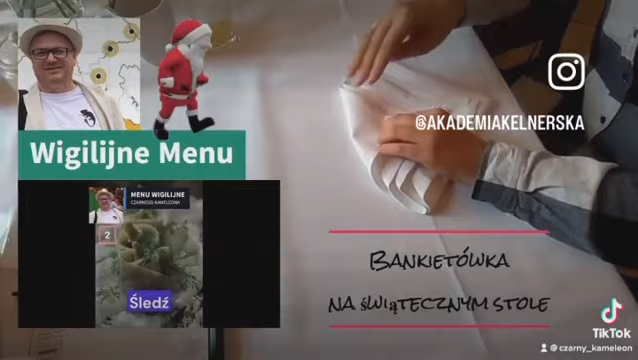 @AKADEMIAKELNERSKA
Wigilijne Menu
MENU WIGILIJNE
CZARNEGO KAMELEONA
2
Śledź
Bankietówka
na świątecznym stole
TikTok
@czarny_kameleon